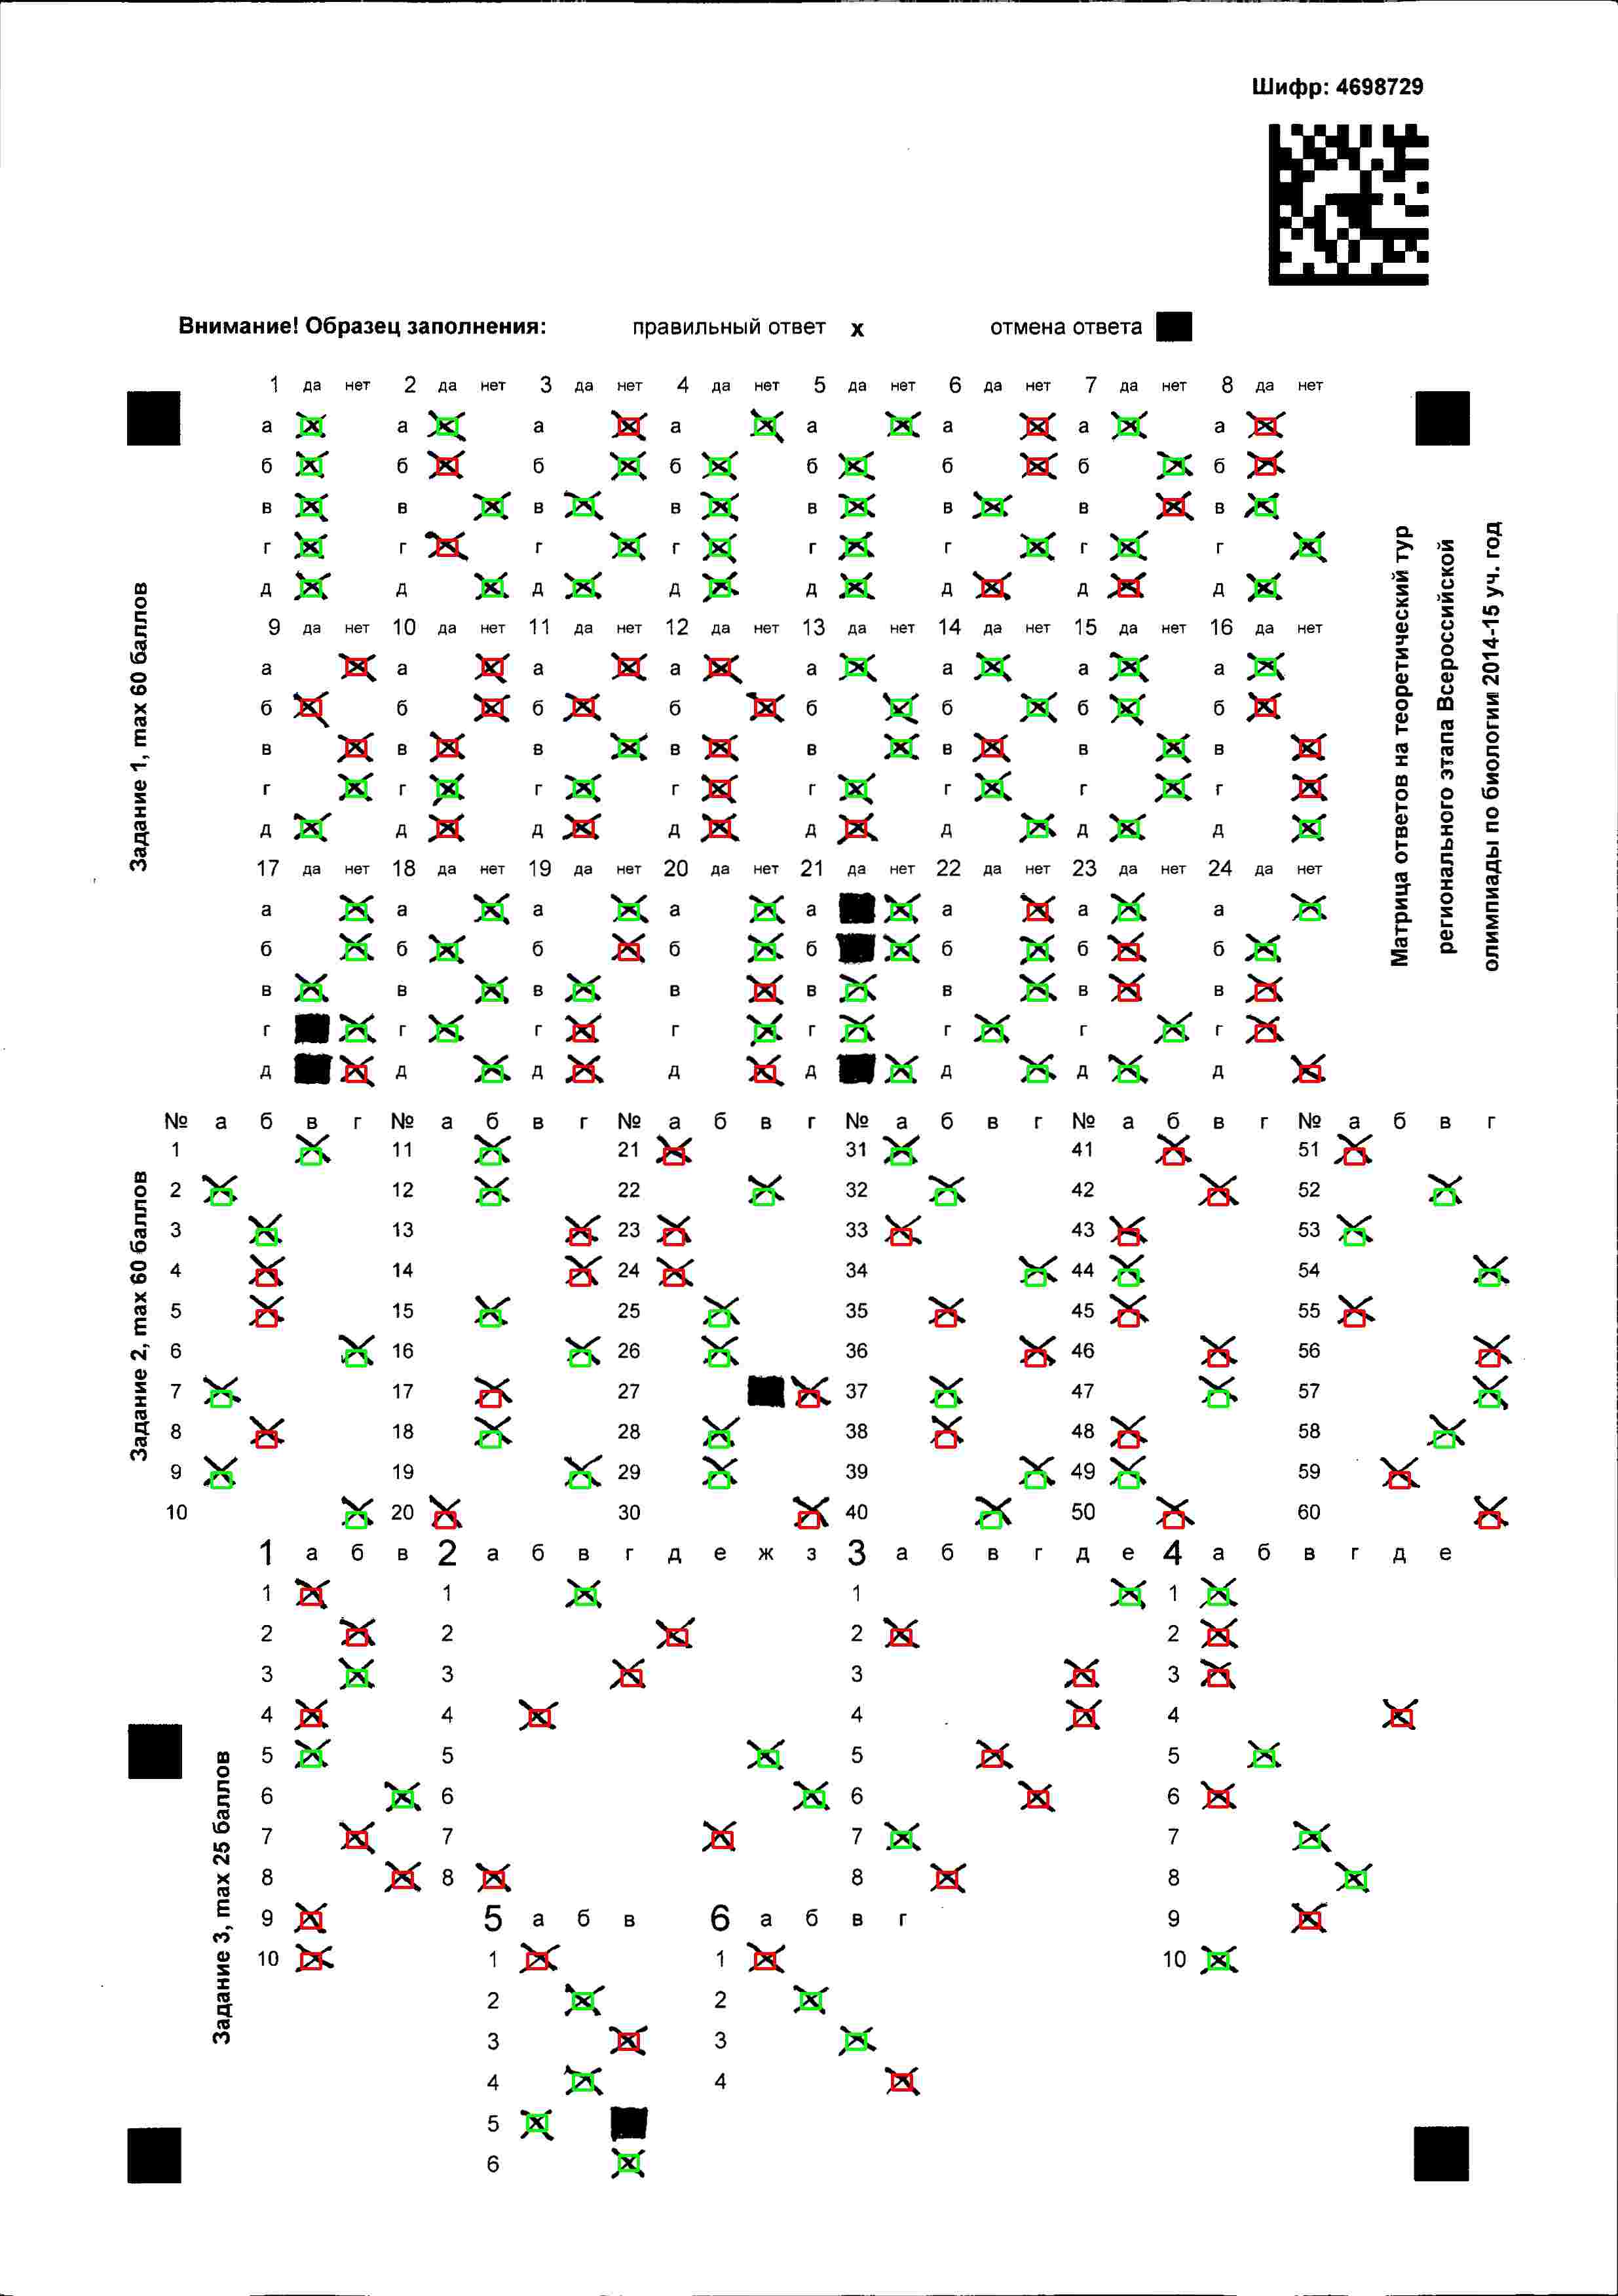 Шифр: 4698729
Внимание! Образец заполнения: правильный ответ х отмена ответа
Задание 1, max 60 баллов
1 да нет 2 да нет 3 да нет 4 да нет 5 да нет 6 да нет 7 да нет 8 да нет
а а а а а а а а
б б б б б б б б
в в в в в в в в
г г г г г г г г
д д д д д д д д
9 да нет 10 да нет 11 да нет 12 да нет 13 да нет 14 да нет 15 да нет 16 да нет
а а а а а а а а
б б б б б б б б
в в в в в в в в
г г г г г г г г
д д д д д д д д
17 да нет 18 да нет 19 да нет 20 да нет 21 да нет 22 да нет 23 да нет 24 да нет
а а а а а а а а
б б б б б б б б
в в в в в в в в
г г г г г г г г
д д д д д д д д
Матрица ответов на теоретический тур
регионального этапа Всероссийской
олимпиады по биологии 2014-15 уч. год
Задание 2, max 60 баллов
№ а б в г № а б в г № а б в г № а б в г № а б в г № а б в г
1 11 21 31 41 51
2 12 22 32 42 52
3 13 23 33 43 53
4 14 24 34 44 54
5 15 25 35 45 55
6 16 26 36 46 56
7 17 27 37 47 57
8 18 28 38 48 58
9 19 29 39 49 59
10 20 30 40 50 60
Задание 3, max 25 баллов
1 а б в 2 а б в г д е ж з 3 а б в г д е 4 а б в г д е
1 1 1 1
2 2 2 2
3 3 3 3
4 4 4 4
5 5 5 5
6 6 6 6
7 7 7 7
8 8 8 8
9 5 а б в 6 а б в г 9
10 1 1 10
2 2
3 3
4 4
5
6